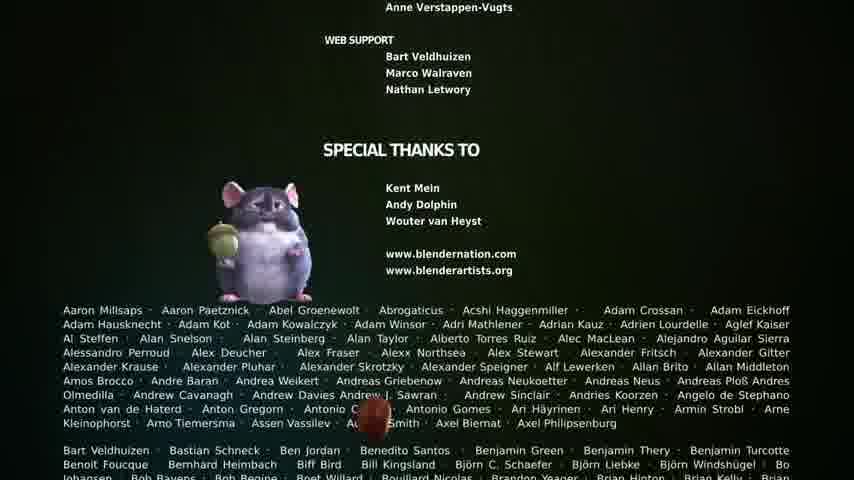 Anne Verstappen-Vugts
WEB SUPPORT
Bart Veldhuizen
Marco Walraven
Nathan Letwory
SPECIAL THANKS TO
Kent Mein
Andy Dolphin
Wouter van Heyst
www.blendernation.com
www.blenderartists.org
Aaron Millsaps · Aaron Paetznick · Abel Groenewolt · Abrogaticus · Acshi Haggenmiller · Adam Crossan · Adam Eickhoff
Adam Hausknecht · Adam Kot · Adam Kowalczyk · Adam Winsor · Adri Mathlener · Adrian Kauz · Adrien Lourdelle · Aglef Kaiser
Al Steffen · Alan Snelson · Alan Steinberg · Alan Taylor · Alberto Torres Ruiz · Alec MacLean · Alejandro Aguilar Sierra
Alessandro Perroud · Alex Deucher · Alex Fraser · Alexx Northsea · Alex Stewart · Alexander Fritsch · Alexander Gitter
Alexander Krause · Alexander Pluhar · Alexander Skrotzky · Alexander Speigner · Alf Lewerken · Allan Brito · Allan Middleton
Amos Brocco · Andre Baran · Andrea Weikert · Andreas Griebenow · Andreas Neukoetter · Andreas Neus · Andreas Ploß Andres
Olmedilla · Andrew Cavanagh · Andrew Davies Andrew J. Sawran · Andrew Sinclair · Andries Koorzen · Angelo de Stephano
Anton van de Haterd · Anton Gregorn · Antonio · Antonio Gomes · Ari Häyrinen · Ari Henry · Armin Strobl · Arne
Kleinophorst · Arno Tiemersma · Assen Vassilev · Smith · Axel Biernat · Axel Philipsenburg
Bart Veldhuizen · Bastian Schneck · Ben Jordan · Benedito Santos · Benjamin Green · Benjamin Thery · Benjamin Turcotte
Benoit Foucque · Bernhard Heimbach · Biff Bird · Bill Kingsland · Björn C. Schaefer · Björn Liebke · Björn Windshügel · Bo